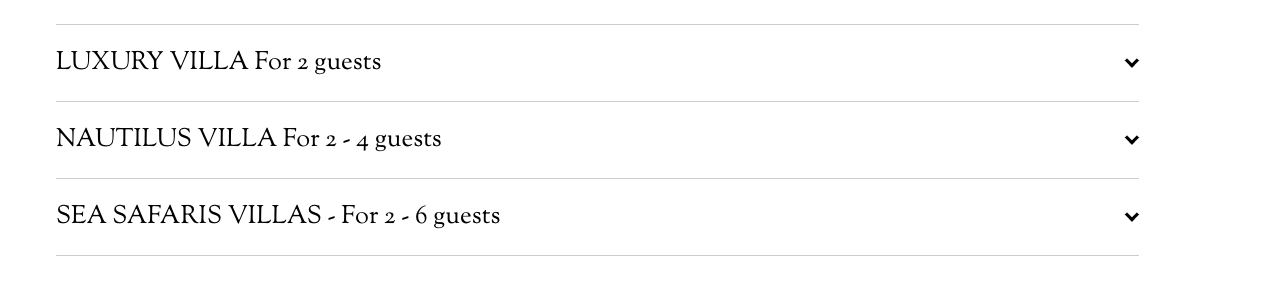 LUXURY VILLA For 2 guests
NAUTILUS VILLA For 2 - 4 guests
SEA SAFARIS VILLAS - For 2 - 6 guests